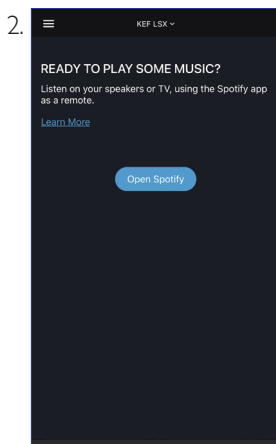 2.
KEF LSX
READY TO PLAY SOME MUSIC?
Listen on your speakers or TV, using the Spotify app
as a remote.
Learn More
Open Spotify